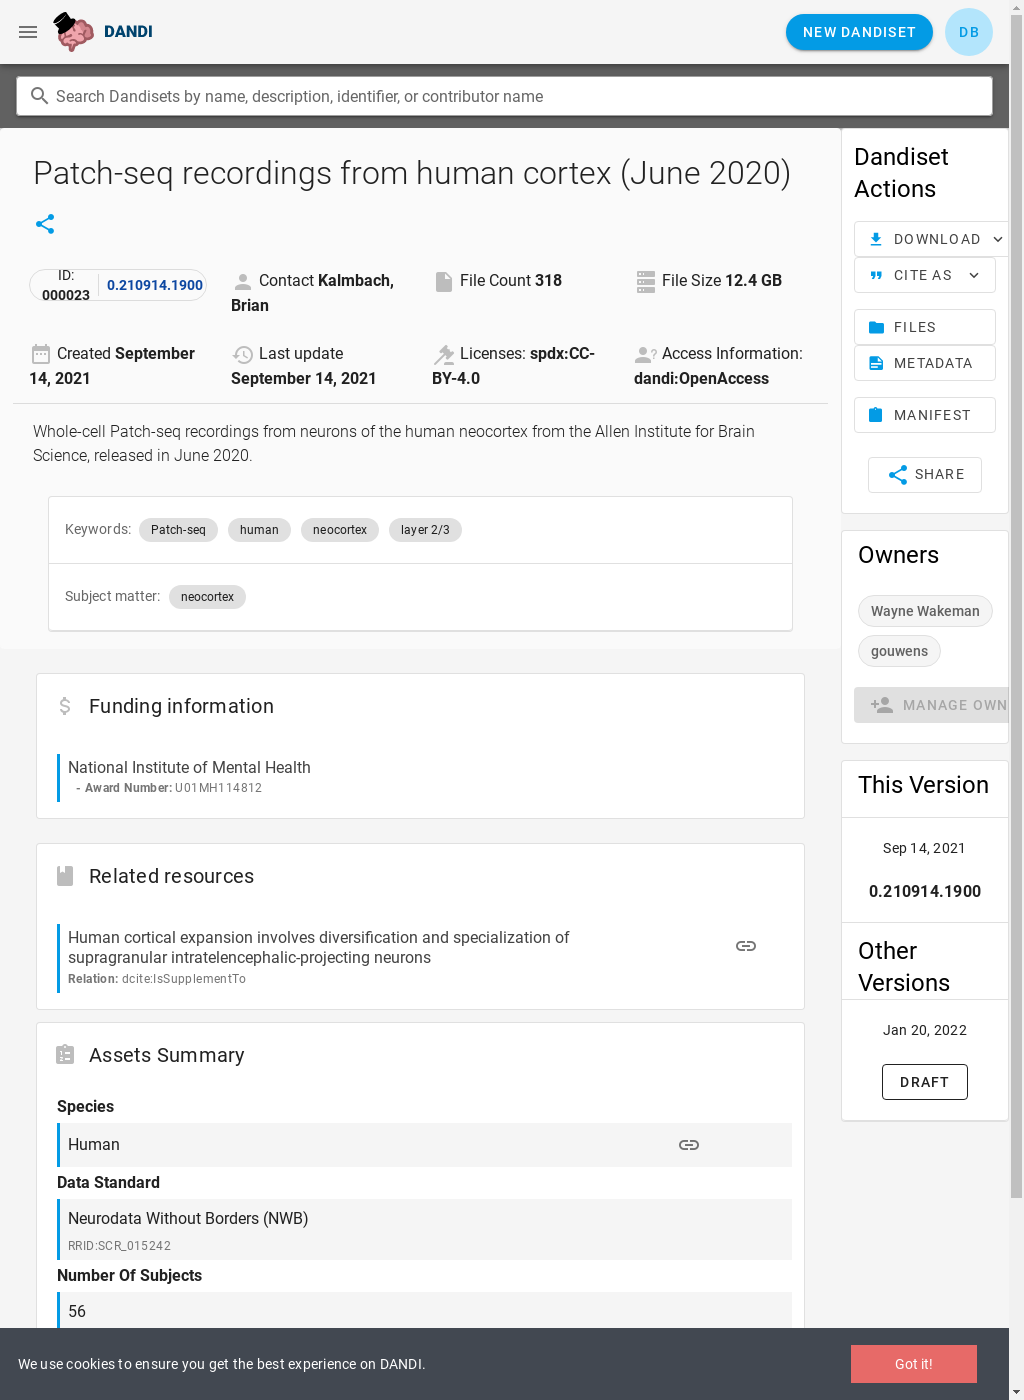 DANDI
NEW DANDISET
DB
Search Dandisets by name, description, identifier, or contributor name
Patch-seq recordings from human cortex (June 2020)
ID:
000023
0.210914.1900
Contact Kalmbach,
Brian
File Count 318
File Size 12.4 GB
Created September
14, 2021
Last update
September 14, 2021
Licenses: spdx:CC-
BY-4.0
Access Information:
dandi:OpenAccess
Whole-cell Patch-seq recordings from neurons of the human neocortex from the Allen Institute for Brain
Science, released in June 2020.
Keywords: Patch-seq human neocortex layer 2/3
Subject matter: neocortex
Funding information
National Institute of Mental Health
- Award Number: U01MH114812
Related resources
Human cortical expansion involves diversification and specialization of
supragranular intratelencephalic-projecting neurons
Relation: dcite:IsSupplementTo
Assets Summary
Species
Human
Data Standard
Neurodata Without Borders (NWB)
RRID:SCR_015242
Number Of Subjects
56
Dandiset
Actions
DOWNLOAD
CITE AS
FILES
METADATA
MANIFEST
SHARE
Owners
Wayne Wakeman
gouwens
MANAGE OWN
This Version
Sep 14, 2021
0.210914.1900
Other
Versions
Jan 20, 2022
DRAFT
We use cookies to ensure you get the best experience on DANDI.
Got it!